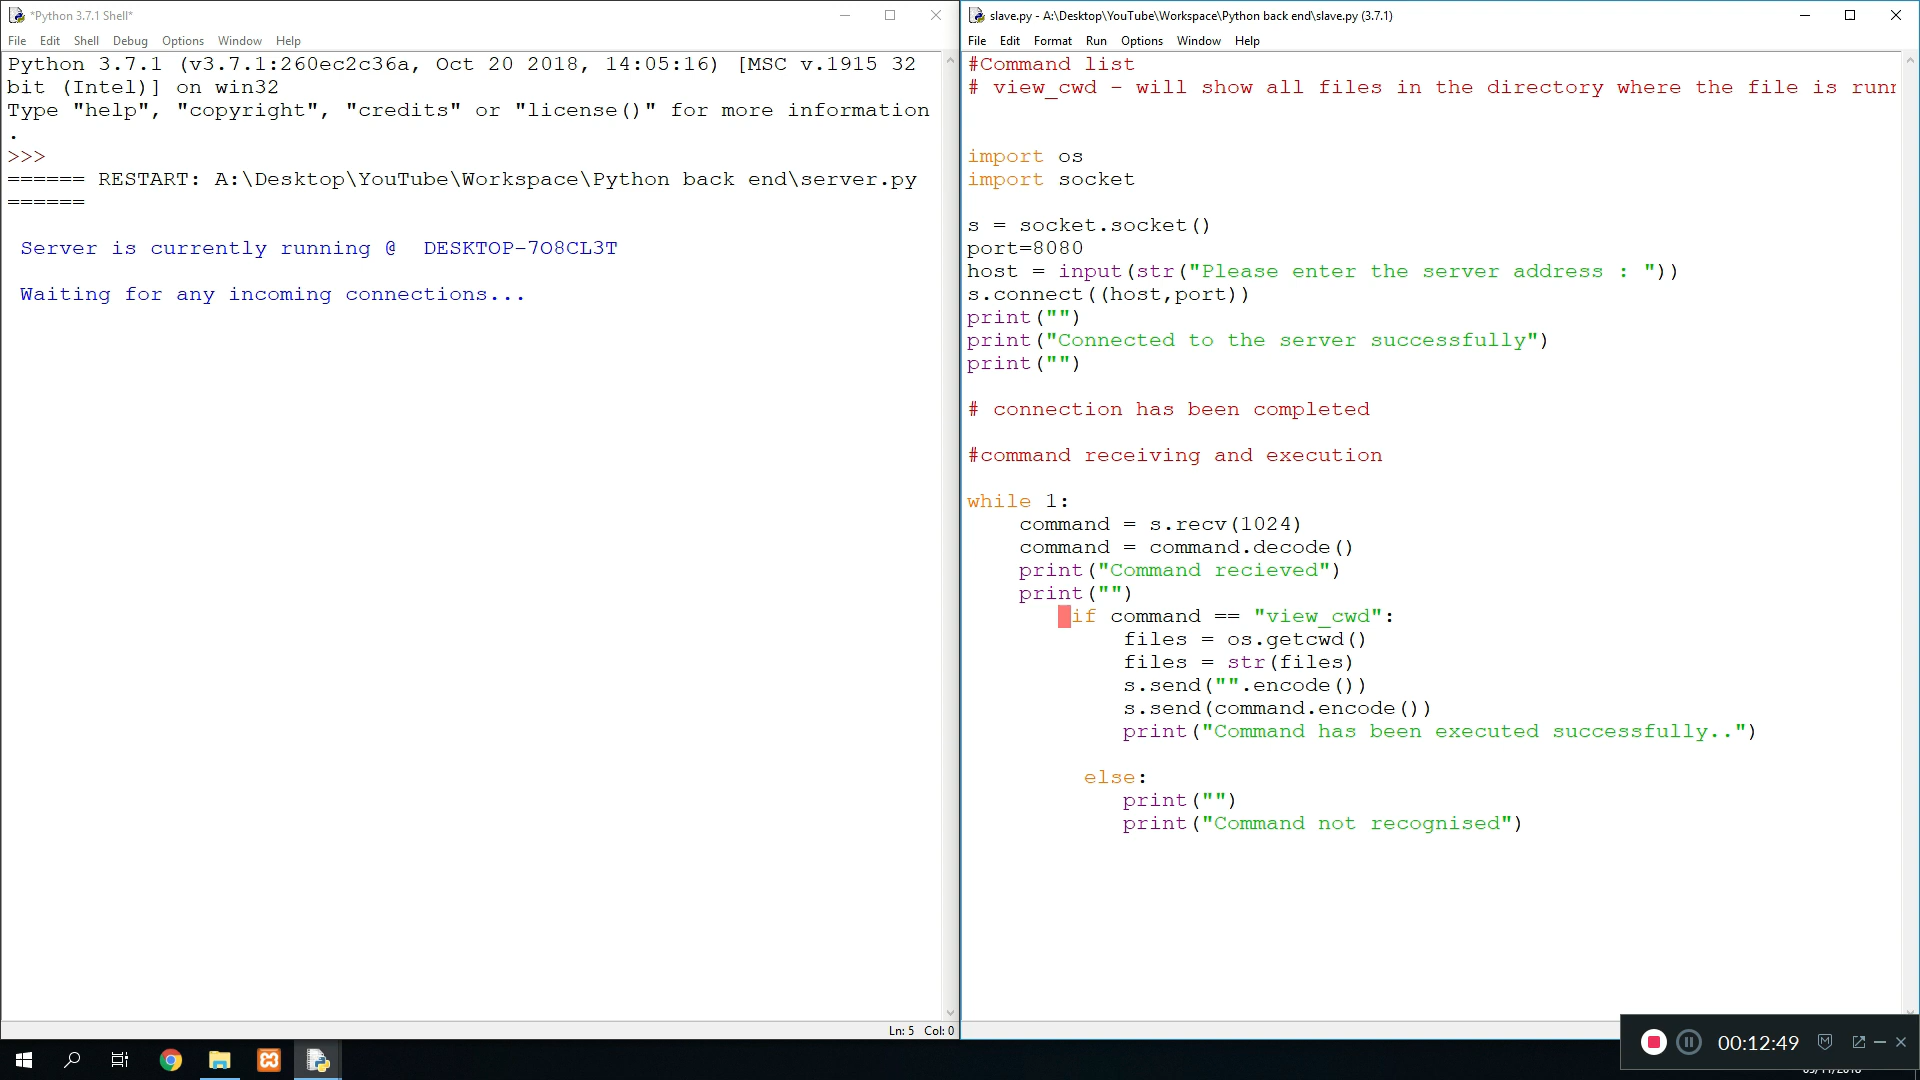 *Python 3.7.1 Shell*
File Edit Shell Debug Options Window Help
Python 3.7.1 (v3.7.1:260ec2c36a, Oct 20 2018, 14:05:16) [MSC v.1915 32
bit (Intel)] on win32
Type "help", "copyright", "credits" or "license()" for more information
.
>>>
====== RESTART: A:\Desktop\YouTube\Workspace\Python back end\server.py
======
Server is currently running @  DESKTOP-7O8CL3T
Waiting for any incoming connections...
Ln: 5 Col: 0
slave.py - A:\Desktop\YouTube\Workspace\Python back end\slave.py (3.7.1)
File Edit Format Run Options Window Help
#Command list
# view_cwd - will show all files in the directory where the file is runn
import os
import socket
s = socket.socket()
port=8080
host = input(str("Please enter the server address : "))
s.connect((host,port))
print("")
print("Connected to the server successfully")
print("")
# connection has been completed
#command receiving and execution
while 1:
    command = s.recv(1024)
    command = command.decode()
    print("Command recieved")
    print("")
        if command == "view_cwd":
            files = os.getcwd()
            files = str(files)
            s.send("".encode())
            s.send(command.encode())
            print("Command has been executed successfully..")
         else:
            print("")
            print("Command not recognised")
00:12:49